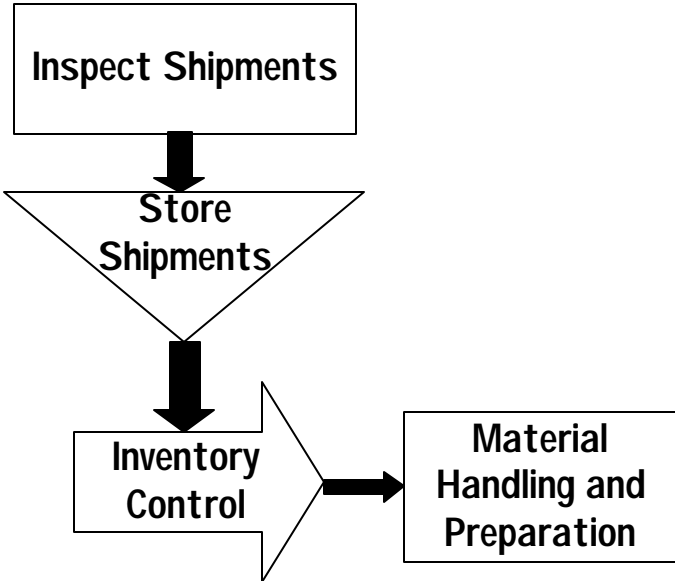 Inspect Shipments
Store
Shipments
Inventory
Control
Material
Handling and
Preparation